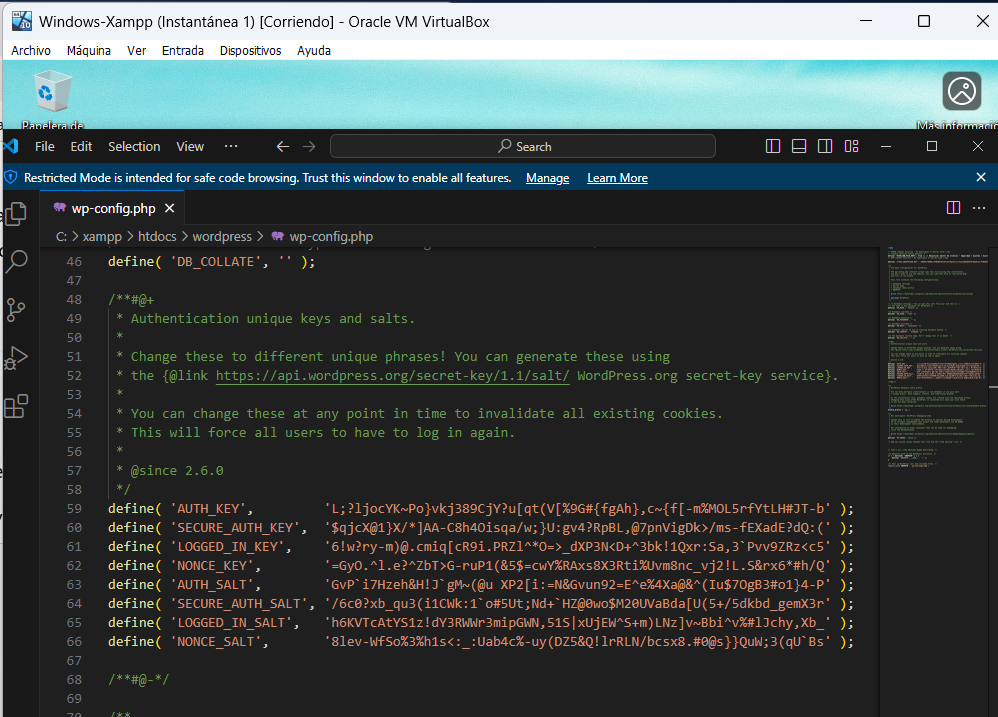 Windows-Xampp (Instantánea 1) [Corriendo] - Oracle VM VirtualBox
Archivo Máquina Ver Entrada Dispositivos Ayuda
Papelera de
Más informació
File Edit Selection View ··· Search
Restricted Mode is intended for safe code browsing. Trust this window to enable all features. Manage Learn More
wp-config.php
C: > xampp > htdocs > wordpress > wp-config.php
46 define( 'DB_COLLATE', '' );
47
48 /**#@+
49 * Authentication unique keys and salts.
50 *
51 * Change these to different unique phrases! You can generate these using
52 * the {@link https://api.wordpress.org/secret-key/1.1/salt/ WordPress.org secret-key service}.
53 *
54 * You can change these at any point in time to invalidate all existing cookies.
55 * This will force all users to have to log in again.
56 *
57 * @since 2.6.0
58 */
59 define( 'AUTH_KEY', 'L;?ljocYK~Po}vkj389CjY?u[qt(V[%9G#{fgAh},c~{f[-m%MOL5rfYtLH#JT-b' );
60 define( 'SECURE_AUTH_KEY', '$qjcX@1}X/*]AA-C8h4Oisqa/w;}U:gv4?RpBL,@7pnVigDk>/ms-fEXadE?dQ:(' );
61 define( 'LOGGED_IN_KEY', '6!w?ry-m)@.cmiq[cR9i.PRZl^*O=>_dXP3N<D+^3bk!1Qxr:Sa,3`Pvv9ZRz<c5' );
62 define( 'NONCE_KEY', '=GyO.^l.e?^ZbT>G-ruP1(&5$=cwY%RAxs8X3Rti%Uvm8nc_vj2!L.S&rx6*#h/Q' );
63 define( 'AUTH_SALT', 'GvP`i7Hzeh&H!J`gM~(@u XP2[i:=N&Gvun92=E^e%4Xa@&^(Iu$7OgB3#o1}4-P' );
64 define( 'SECURE_AUTH_SALT', '/6c0?xb_qu3(i1CWk:1`o#5Ut;Nd+`HZ@0wo$M20UVaBda[U(5+/5dkbd_gemX3r' );
65 define( 'LOGGED_IN_SALT', 'h6KVTcAtYS1z!dY3RWWr3mipGWN,51S|xUjEW^S+m)LNz]v~Bbi^v%#lJchy,Xb_' );
66 define( 'NONCE_SALT', '8lev-WfSo%3%h1s<:_:Uab4c%-uy(DZ5&Q!lrRLN/bcsx8.#0@s}}QuW;3(qU`Bs' );
67
68 /**#@-*/
69
70 /**